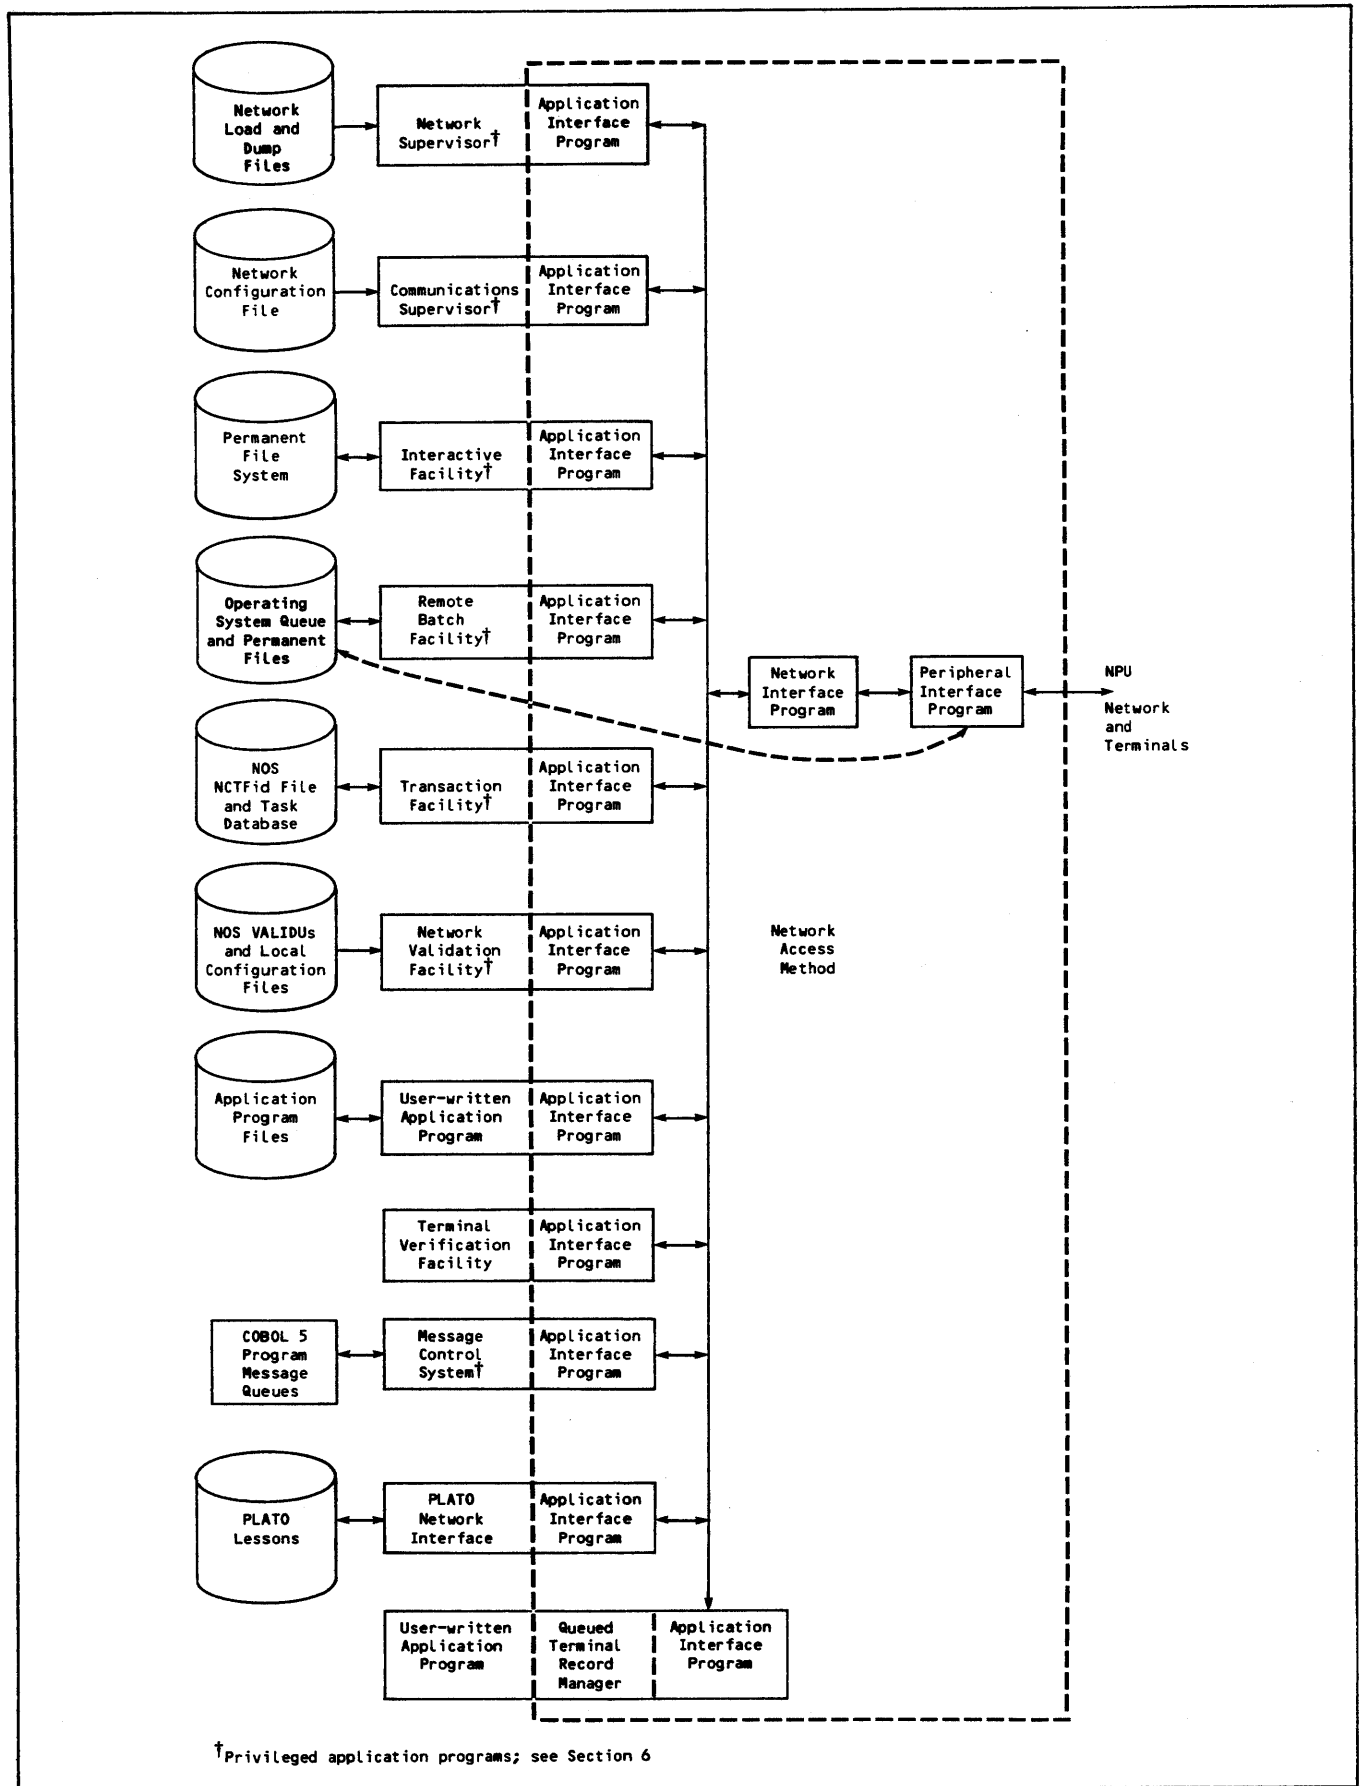 Network
Load and
Dump
Files
Network
Supervisor†
Application
Interface
Program
Network
Configuration
File
Communications
Supervisor†
Application
Interface
Program
Permanent
File
System
Interactive
Facility†
Application
Interface
Program
Operating
System Queue
and Permanent
Files
Remote
Batch
Facility†
Application
Interface
Program
Network
Interface
Program
Peripheral
Interface
Program
NPU
Network
and
Terminals
NOS
NCTFid File
and Task
Database
Transaction
Facility†
Application
Interface
Program
NOS VALIDUs
and Local
Configuration
Files
Network
Validation
Facility†
Application
Interface
Program
Network
Access
Method
Application
Program
Files
User-written
Application
Program
Application
Interface
Program
Terminal
Verification
Facility
Application
Interface
Program
COBOL 5
Program
Message
Queues
Message
Control
System†
Application
Interface
Program
PLATO
Lessons
PLATO
Network
Interface
Application
Interface
Program
User-written
Application
Program
Queued
Terminal
Record
Manager
Application
Interface
Program
†Privileged application programs; see Section 6